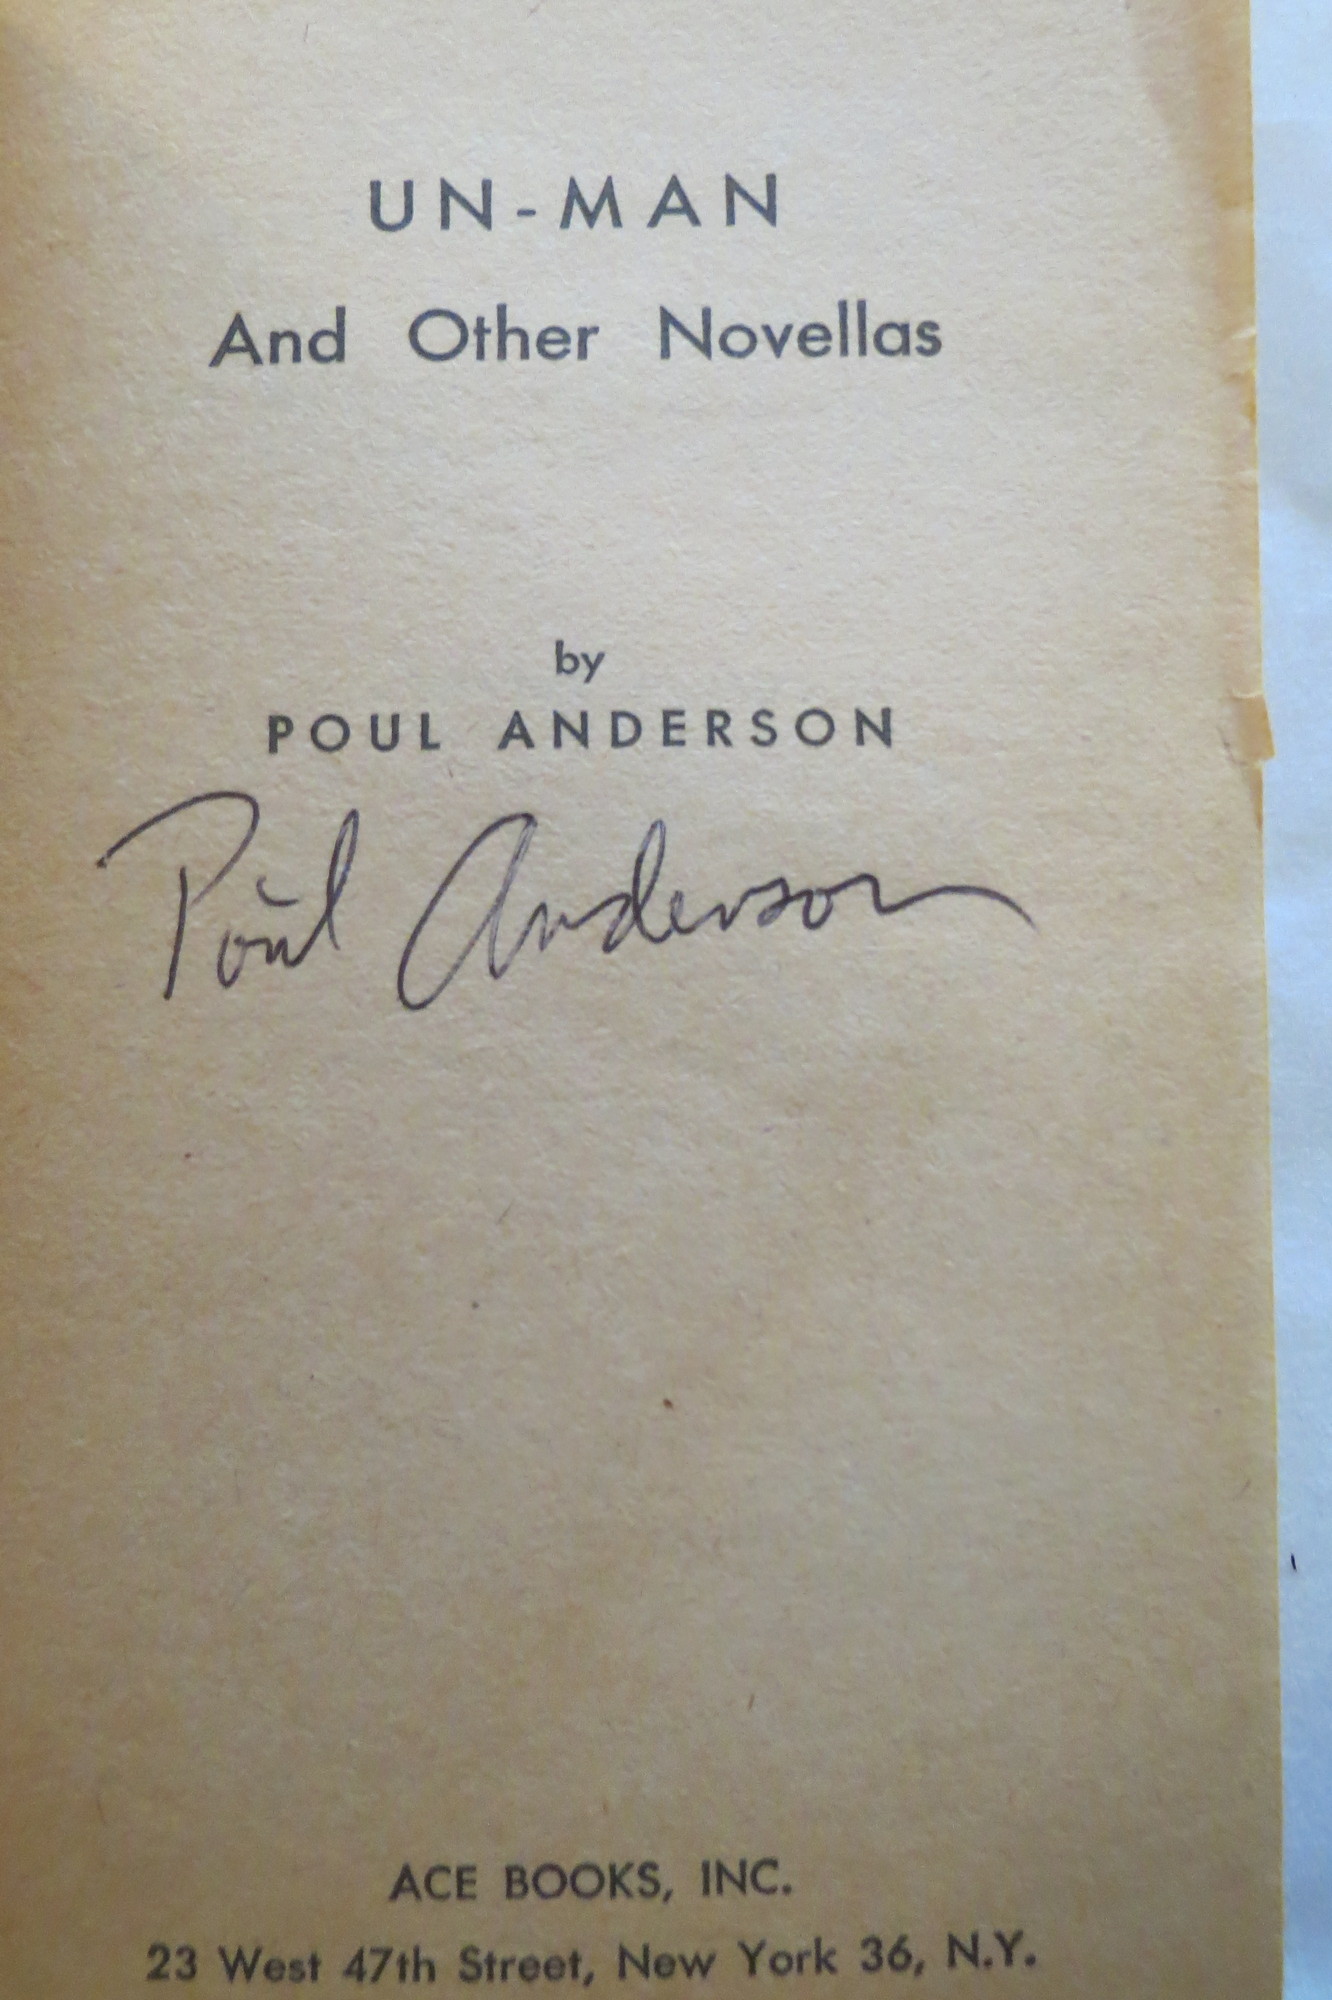 UN-MAN
And Other Novellas
by
POUL ANDERSON
Poul Anderson
ACE BOOKS, INC.
23 West 47th Street, New York 36, N.Y.